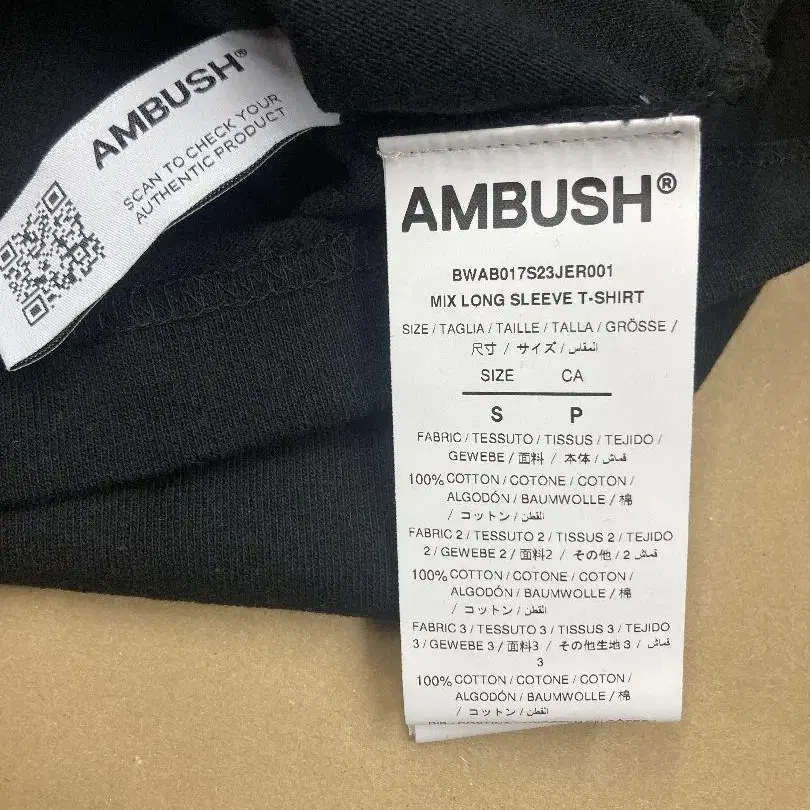 AMBUSH®
SCAN TO CHECK YOUR
AUTHENTIC PRODUCT
AMBUSH®
BWAB017S23JER001
MIX LONG SLEEVE T-SHIRT
SIZE / TAGLIA / TAILLE / TALLA / GRÖSSE /
尺寸 / サイズ / المقاس
SIZE CA
S P
FABRIC / TESSUTO / TISSUS / TEJIDO /
GEWEBE / 面料 / 本体 / قماش
100% COTTON / COTONE / COTON /
ALGODÓN / BAUMWOLLE / 棉
/ コットン / القطن
FABRIC 2 / TESSUTO 2 / TISSUS 2 / TEJIDO
2 / GEWEBE 2 / 面料2 / その他 / 2 قماش
100% COTTON / COTONE / COTON /
ALGODÓN / BAUMWOLLE / 棉
/ コットン / القطن
FABRIC 3 / TESSUTO 3 / TISSUS 3 / TEJIDO
3 / GEWEBE 3 / 面料3 / その他生地 3 / قماش
3
100% COTTON / COTONE / COTON /
ALGODÓN / BAUMWOLLE / 棉
/ コットン / القطن